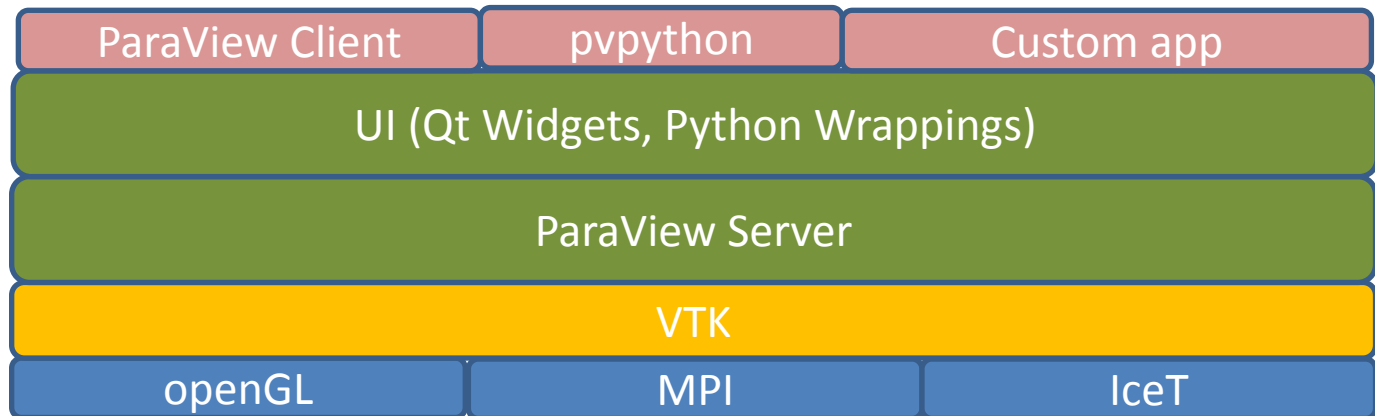 ParaView Client
pvpython
Custom app
UI (Qt Widgets, Python Wrappings)
ParaView Server
VTK
openGL
MPI
IceT